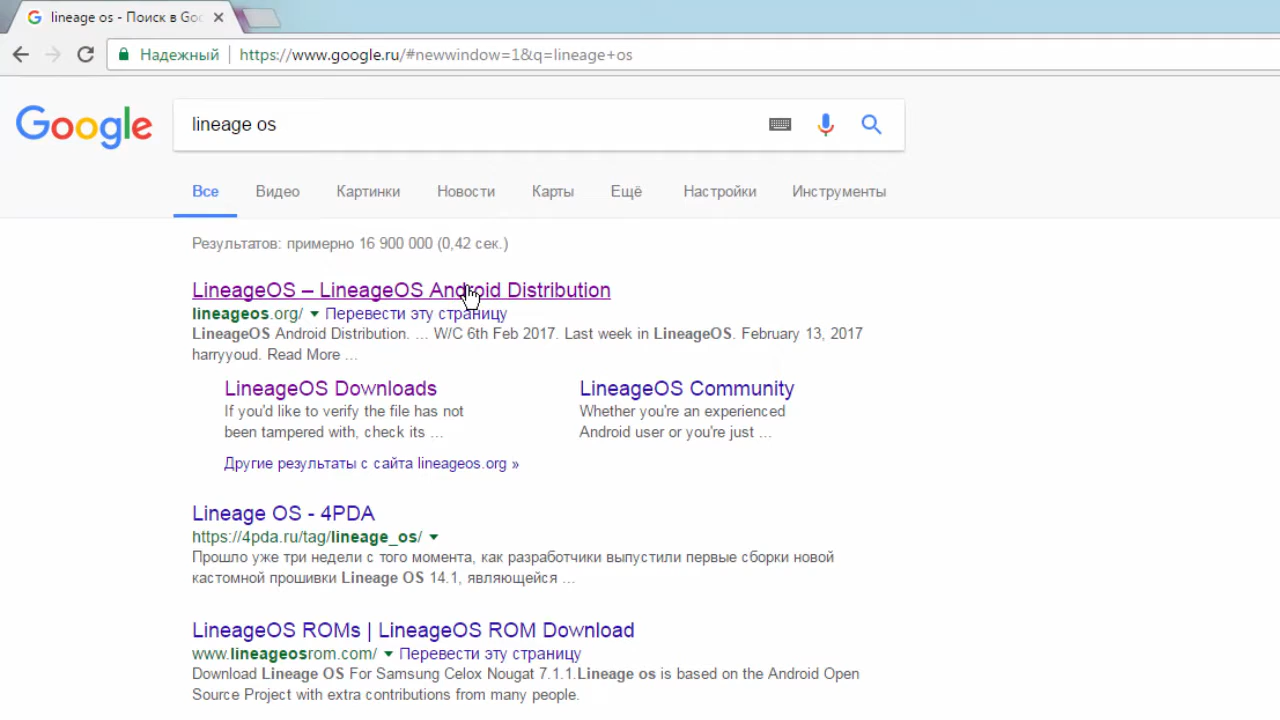 lineage os - Поиск в Goo
Надежный https://www.google.ru/#newwindow=1&q=lineage+os
Google lineage os
Все Видео Картинки Новости Карты Ещё Настройки Инструменты
Результатов: примерно 16 900 000 (0,42 сек.)
LineageOS – LineageOS Android Distribution
lineageos.org/ Перевести эту страницу
LineageOS Android Distribution. ... W/C 6th Feb 2017. Last week in LineageOS. February 13, 2017
harryyoud. Read More ...
LineageOS Downloads
If you'd like to verify the file has not
been tampered with, check its ...
LineageOS Community
Whether you're an experienced
Android user or you're just ...
Другие результаты с сайта lineageos.org »
Lineage OS - 4PDA
https://4pda.ru/tag/lineage_os/
Прошло уже три недели с того момента, как разработчики выпустили первые сборки новой
кастомной прошивки Lineage OS 14.1, являющейся ...
LineageOS ROMs | LineageOS ROM Download
www.lineageosrom.com/ Перевести эту страницу
Download Lineage OS For Samsung Celox Nougat 7.1.1.Lineage os is based on the Android Open
Source Project with extra contributions from many people.